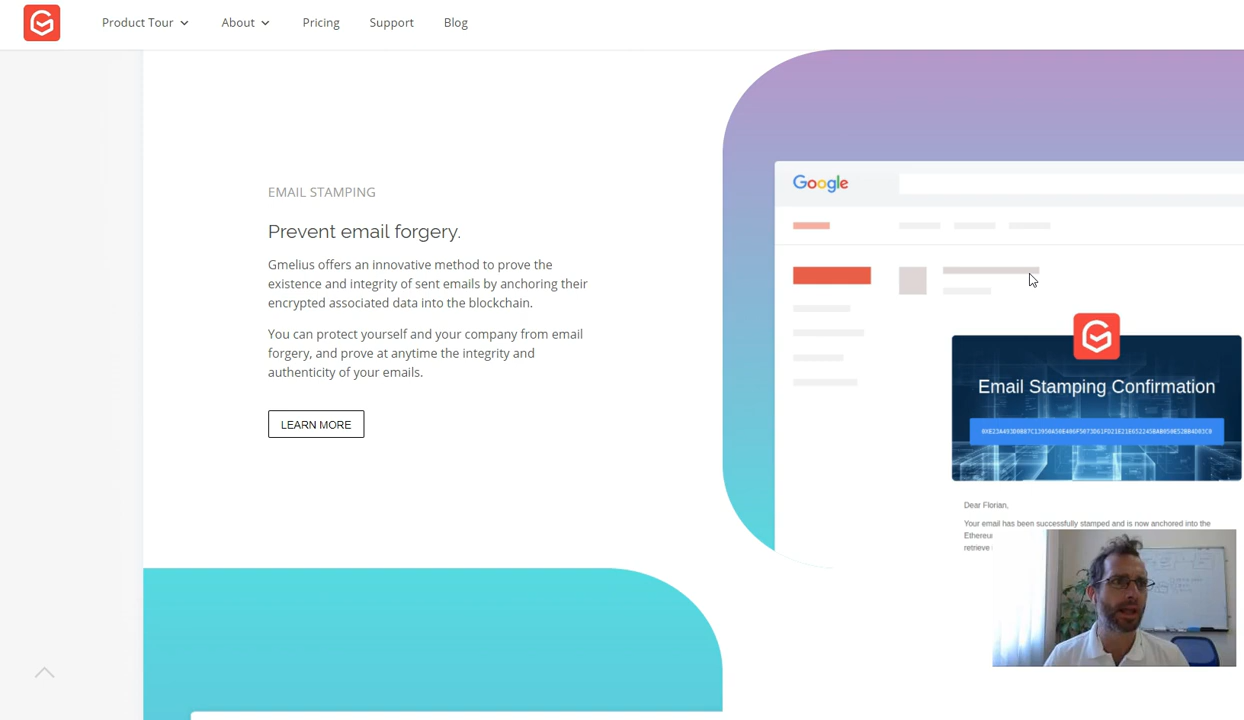 Product Tour
About
Pricing
Support
Blog
EMAIL STAMPING
Prevent email forgery.
Gmelius offers an innovative method to prove the
existence and integrity of sent emails by anchoring their
encrypted associated data into the blockchain.
You can protect yourself and your company from email
forgery, and prove at anytime the integrity and
authenticity of your emails.
LEARN MORE
Google
Email Stamping Confirmation
Dear Florian,
Your email has been successfully stamped and is now anchored into the
retrieve